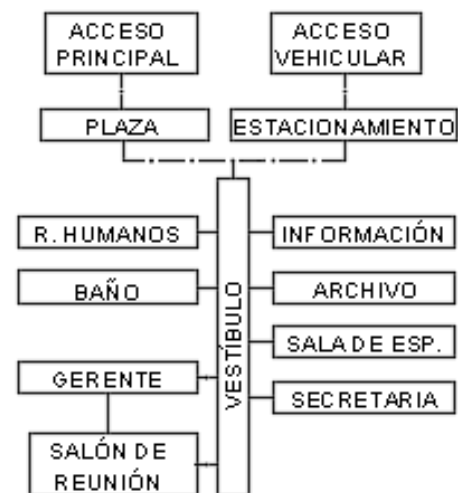 ACCESO
PRINCIPAL
ACCESO
VEHICULAR
PLAZA
ESTACIONAMIENTO
R. HUMANOS
INFORMACIÓN
BAÑO
ARCHIVO
VESTÍBULO
SALA DE ESP.
GERENTE
SECRETARIA
SALÓN DE
REUNIÓN